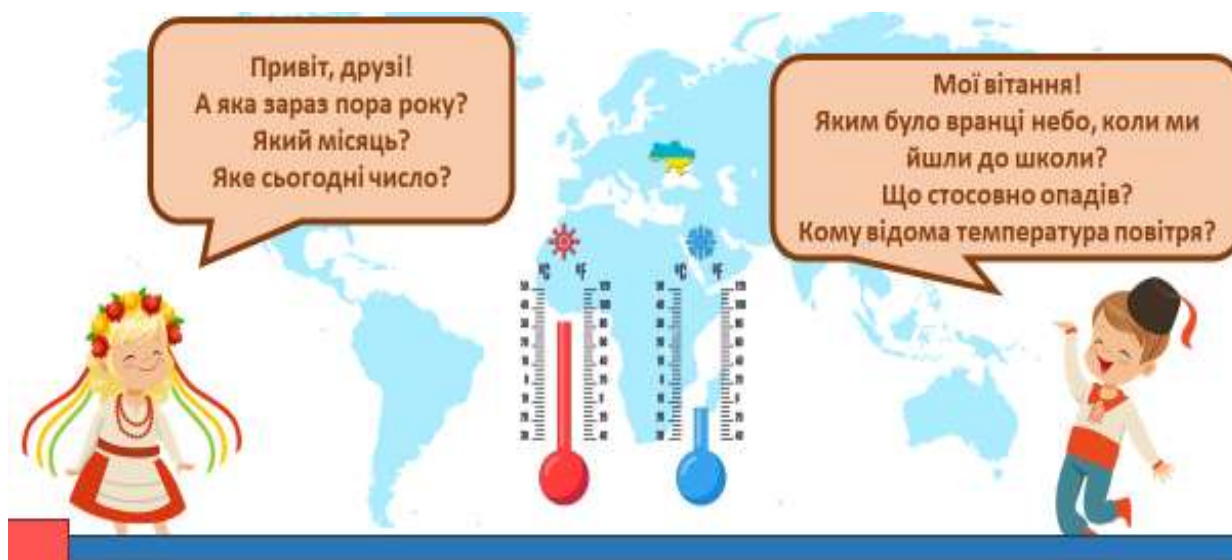 Привіт, друзі!
А яка зараз пора року?
Який місяць?
Яке сьогодні число?
Мої вітання!
Яким було вранці небо, коли ми
йшли до школи?
Що стосовно опадів?
Кому відома температура повітря?
°C °F
°C °F